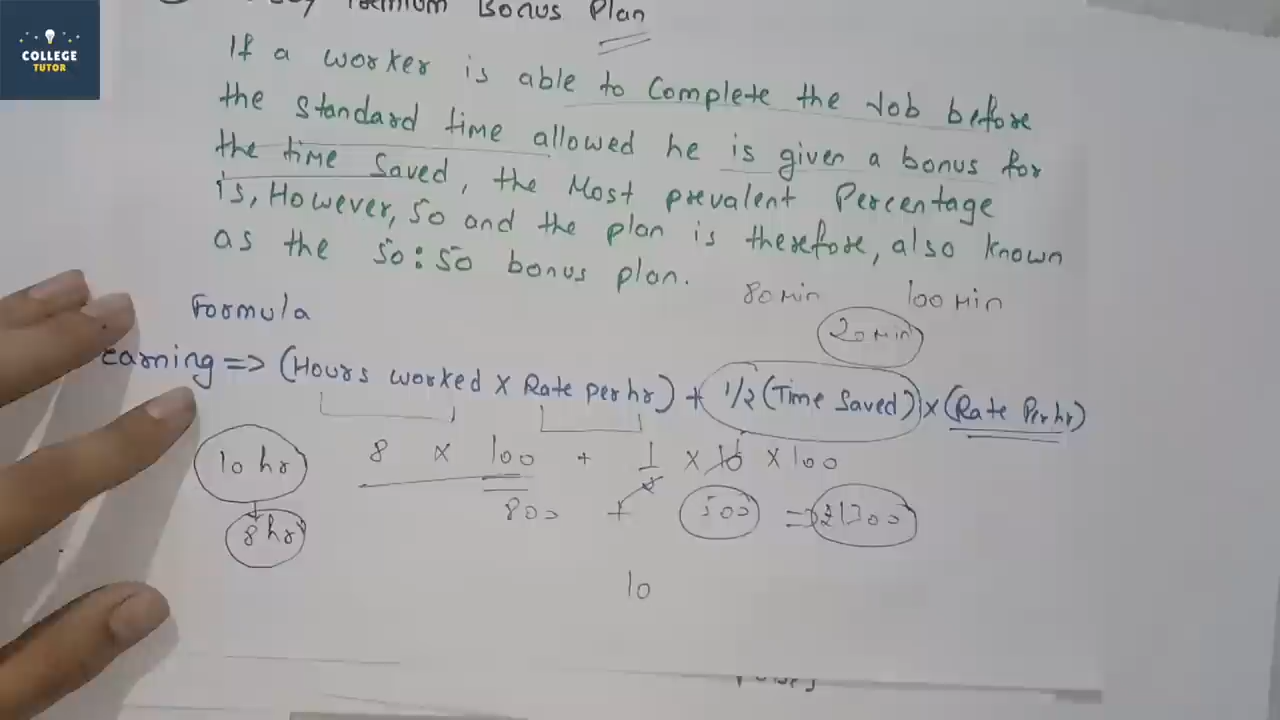 COLLEGE
TUTOR
Bonus Plan
If a worker is able to Complete the Job before
the standard time allowed he is given a bonus for
the time Saved, the Most prevalent Percentage
is, However, 50 and the plan is therefore, also known
as the 50:50 bonus plan.
80 Min 100 Min
20 Min
Formula
earning => (Hours worked X Rate per hr) + 1/2 (Time Saved) X (Rate Per hr)
10 hr
8 X 100 + 1 X 10 X 100
2
800 + 500 =>
8 hr
10